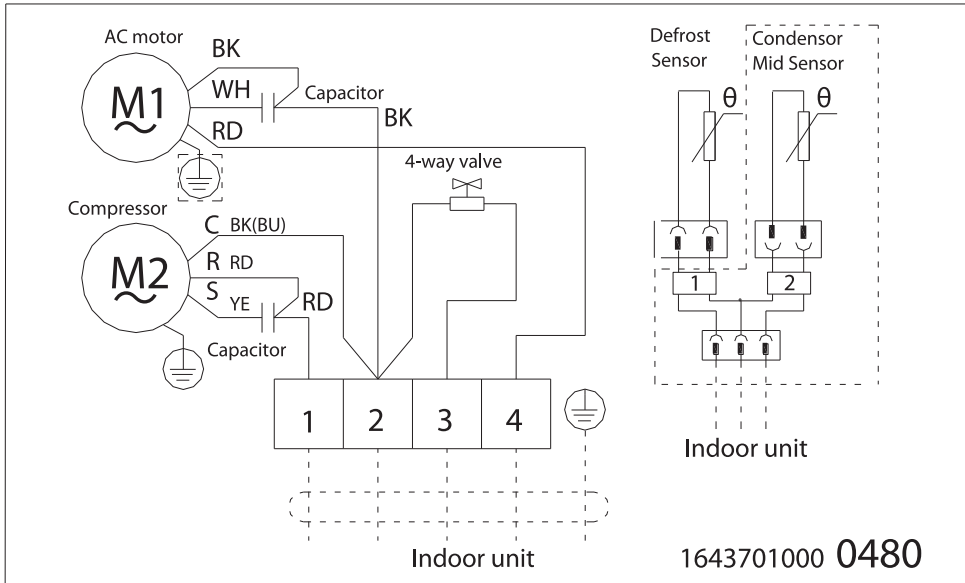 AC motor
BK
M1
WH
Capacitor
BK
RD
4-way valve
Compressor
C BK(BU)
M2
R RD
S YE
RD
Capacitor
1 2 3 4
Indoor unit
Defrost
Sensor
Condensor
Mid Sensor
θ θ
1 2
Indoor unit
1643701000 0480